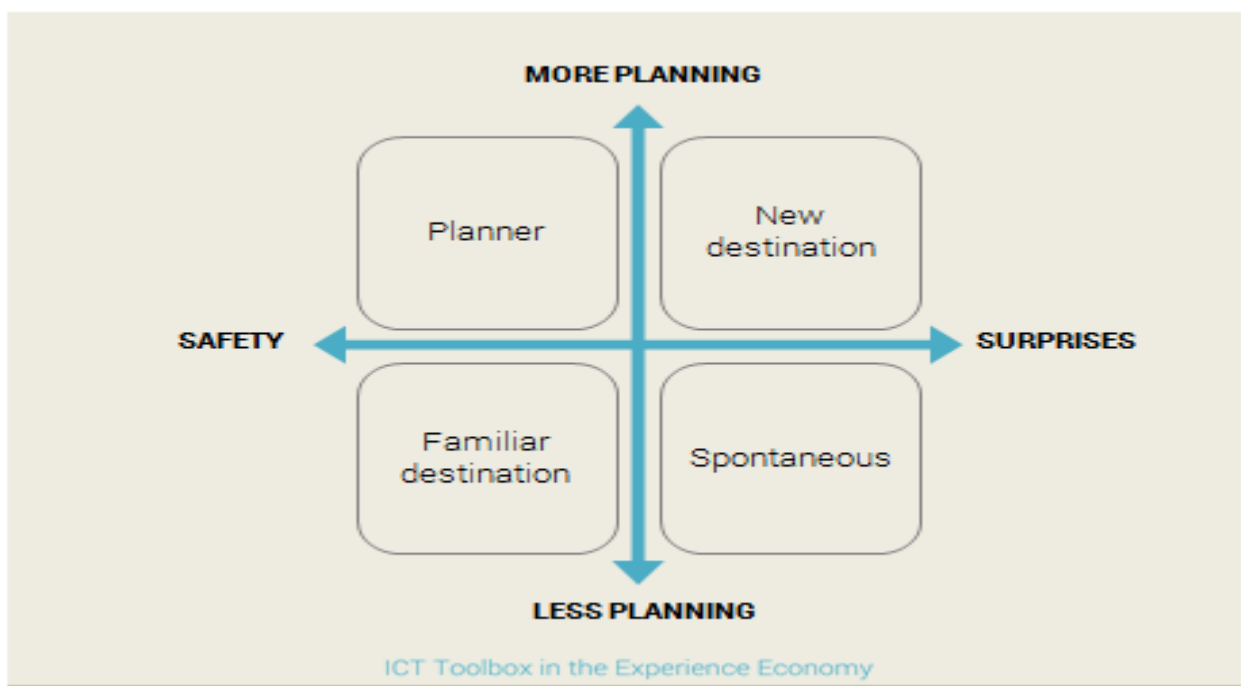 MORE PLANNING
Planner
New
destination
SAFETY
SURPRISES
Familiar
destination
Spontaneous
LESS PLANNING
ICT Toolbox in the Experience Economy